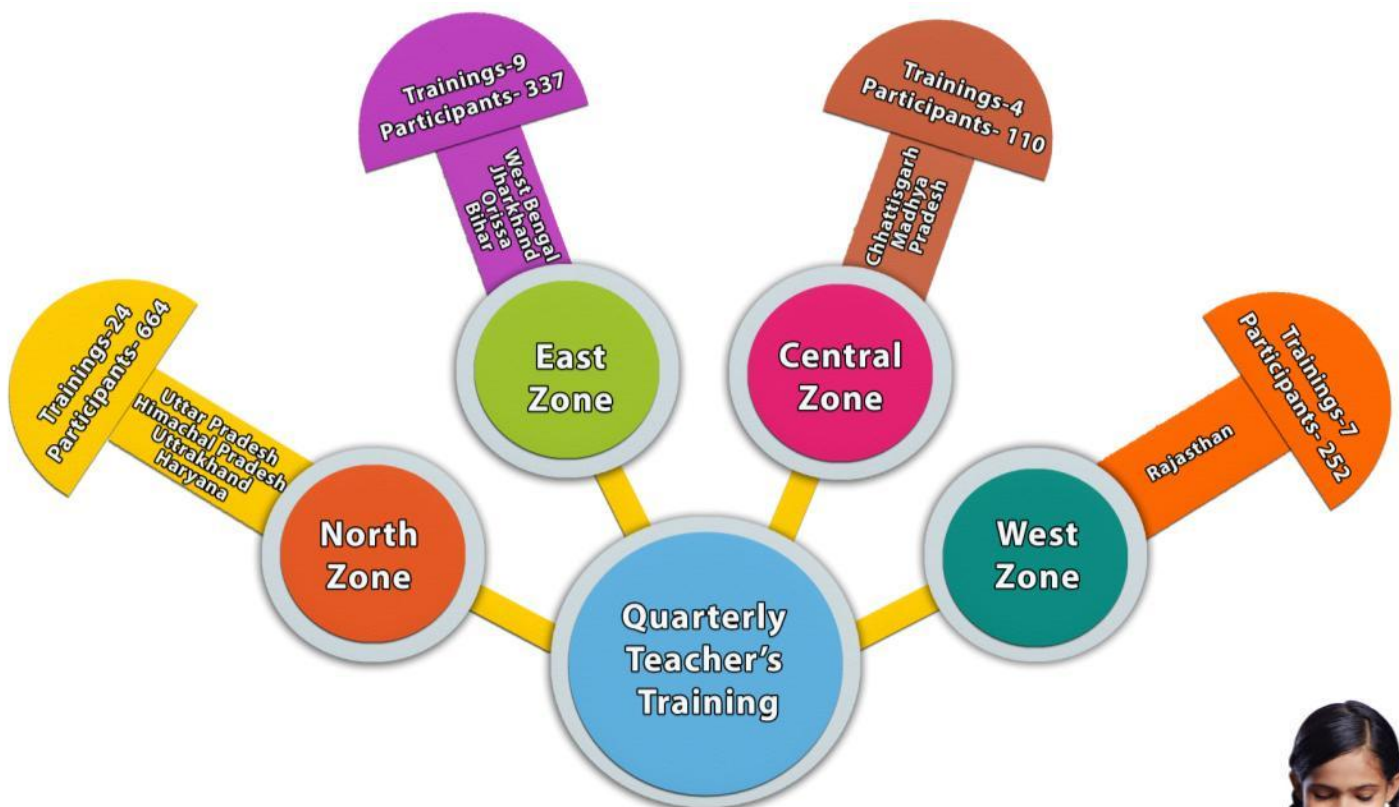 Trainings-9
Participants- 337
West Bengal
Jharkhand
Orissa
Bihar
East
Zone
Trainings-4
Participants- 110
Chhattisgarh
Madhya
Pradesh
Central
Zone
Trainings-24
Participants- 664
Uttar Pradesh
Himachal Pradesh
Uttrakhand
Haryana
North
Zone
Trainings-7
Participants- 252
Rajasthan
West
Zone
Quarterly
Teacher's
Training